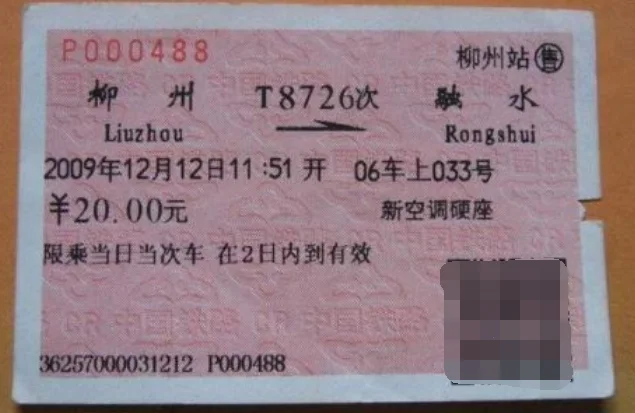 P000488
柳州站 售
柳州 T8726次 融水
Liuzhou Rongshui
2009年12月12日11:51开 06车上033号
￥20.00元 新空调硬座
限乘当日当次车 在2日内到有效
36257000031212 P000488